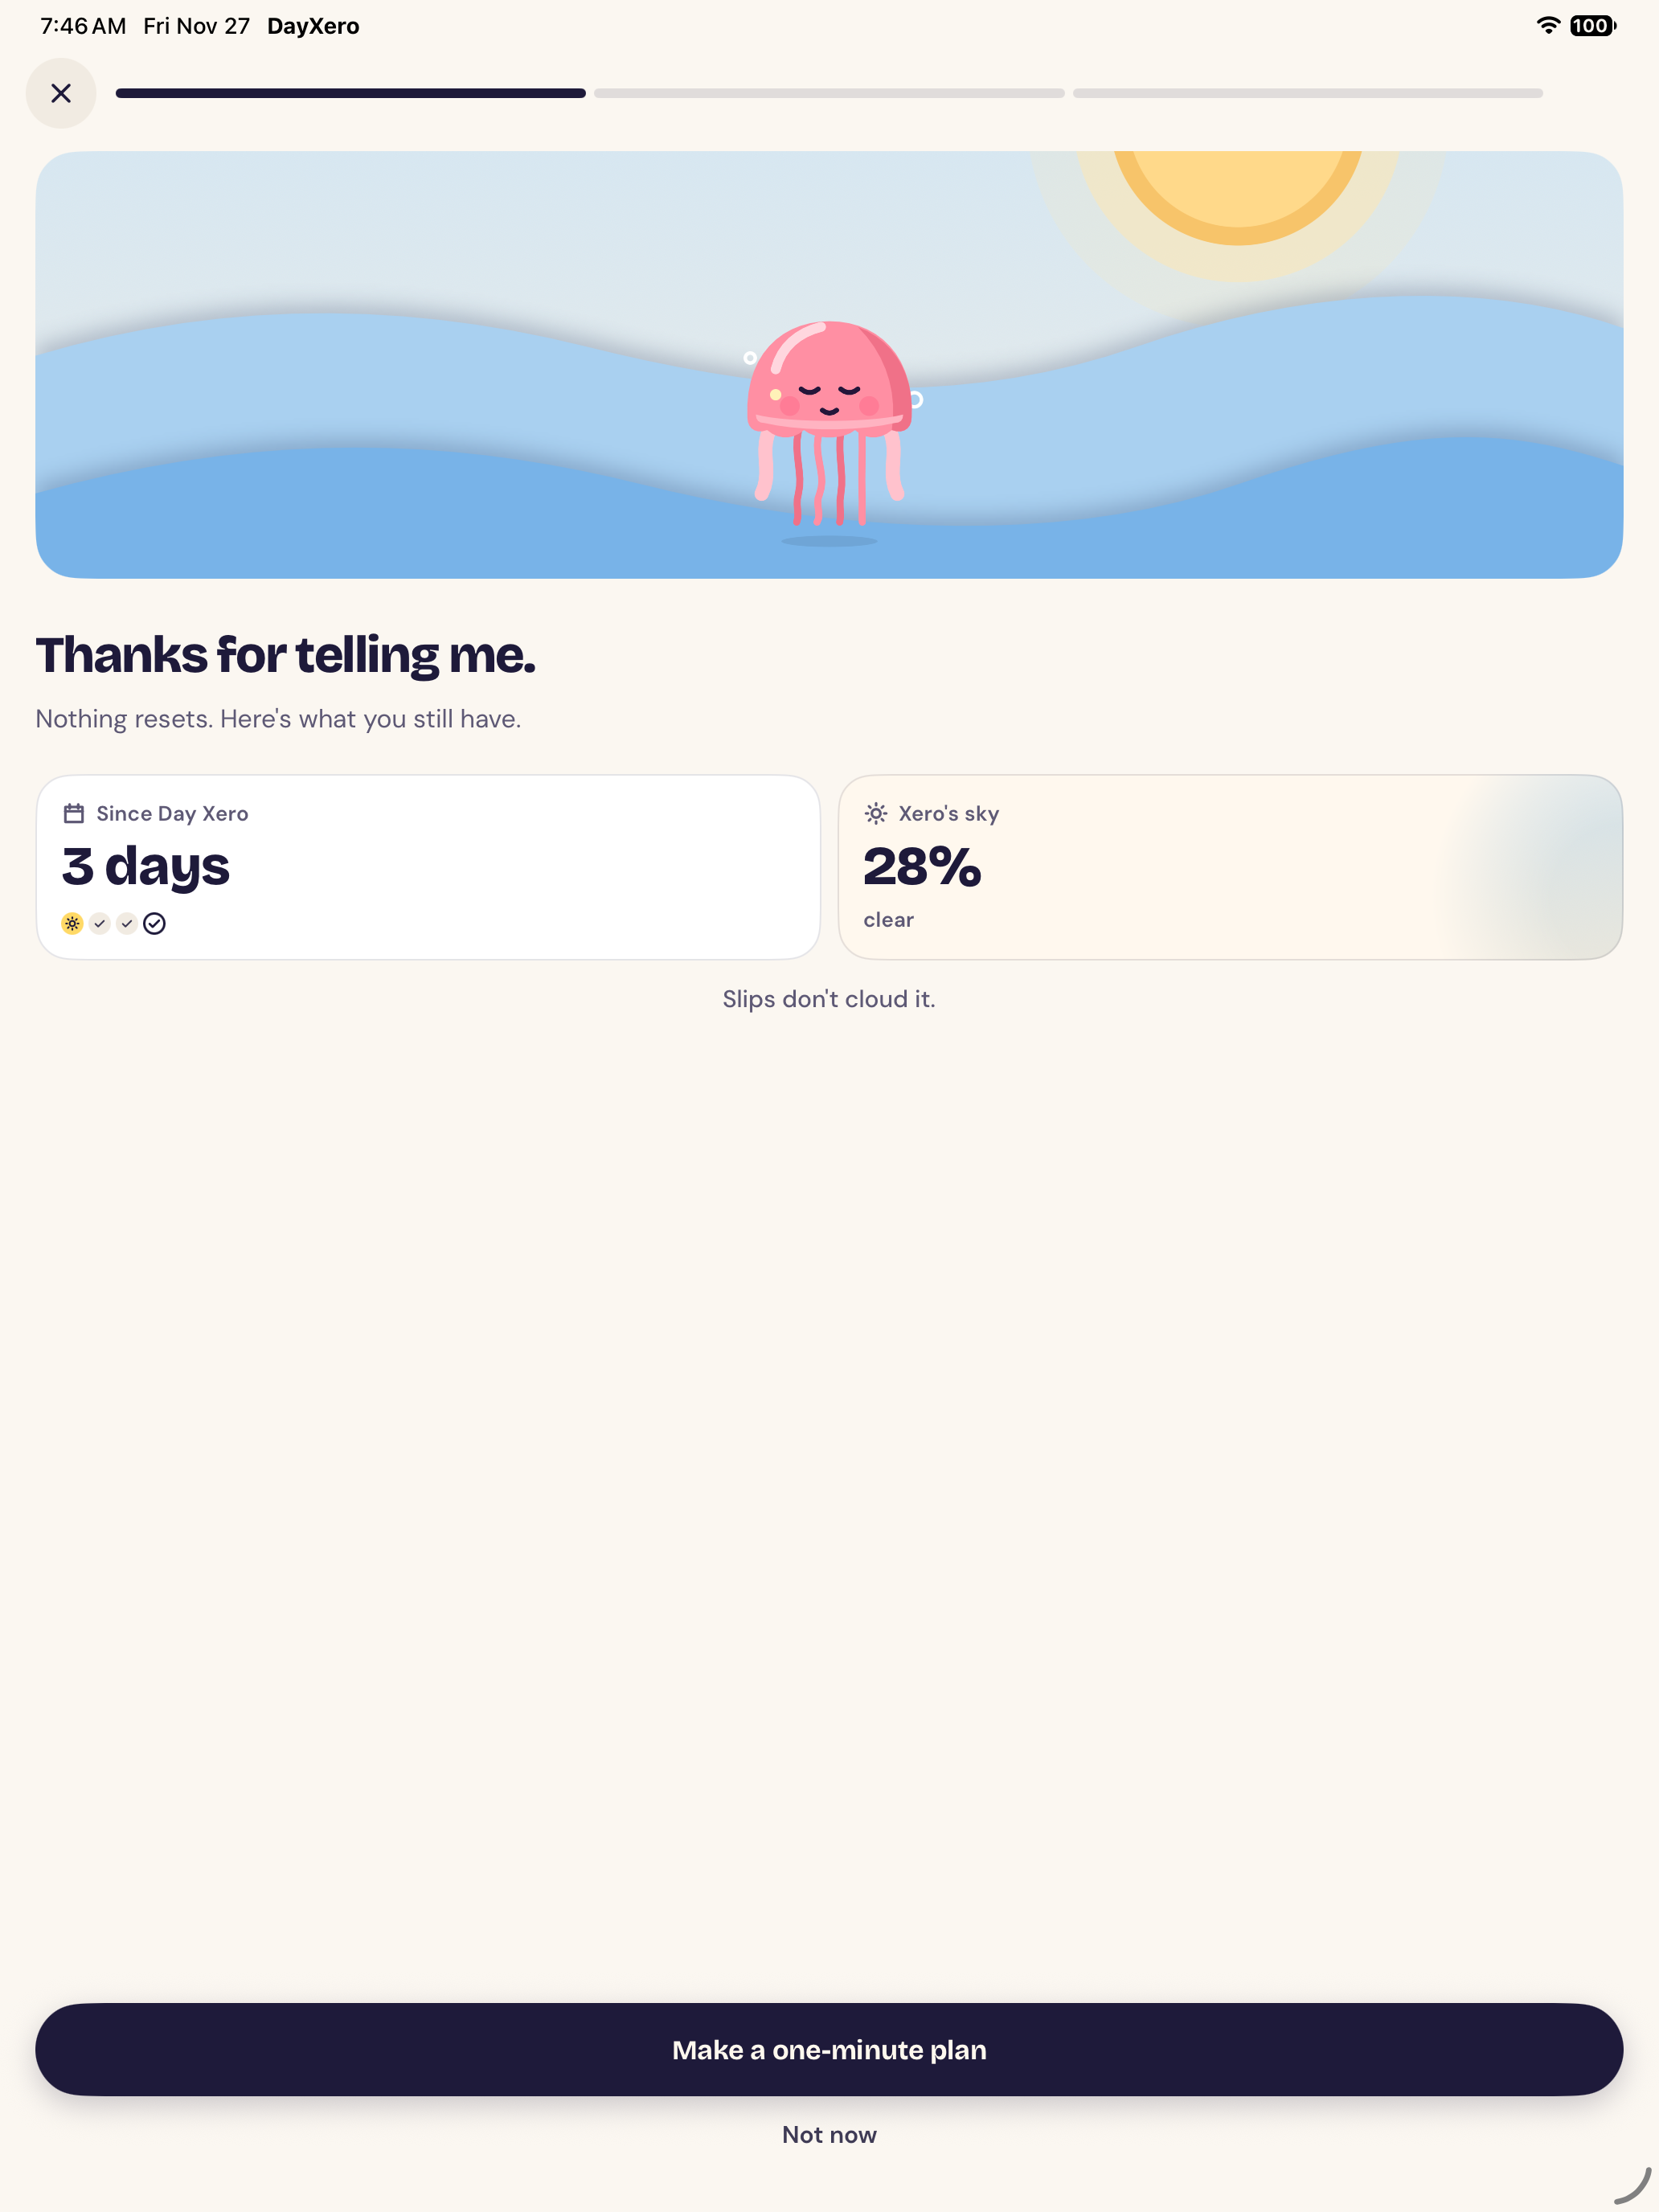 7:46 AM Fri Nov 27 DayXero
100
Thanks for telling me.
Nothing resets. Here's what you still have.
Since Day Xero
3 days
Xero's sky
28%
clear
Slips don't cloud it.
Make a one-minute plan
Not now